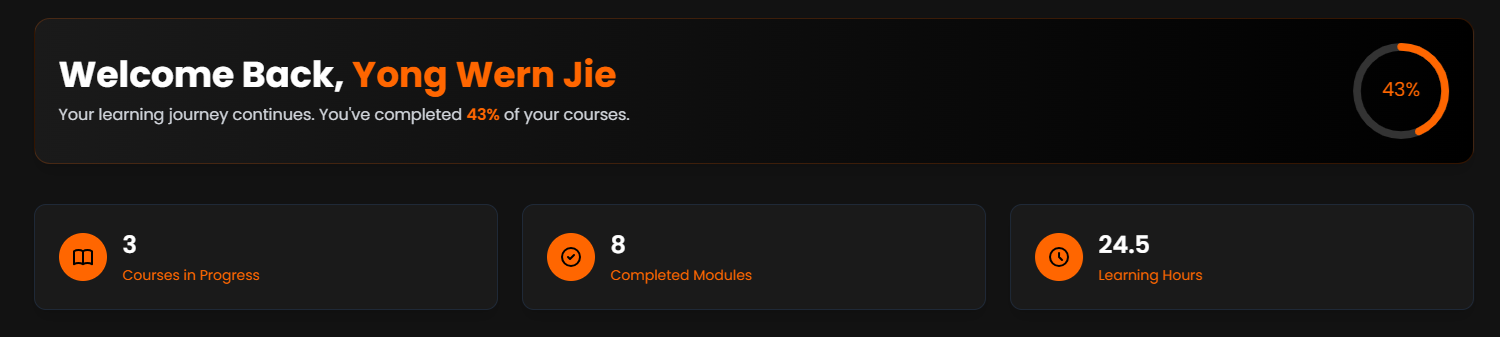 Welcome Back, Yong Wern Jie
Your learning journey continues. You've completed 43% of your courses.
43%
3
Courses in Progress
8
Completed Modules
24.5
Learning Hours